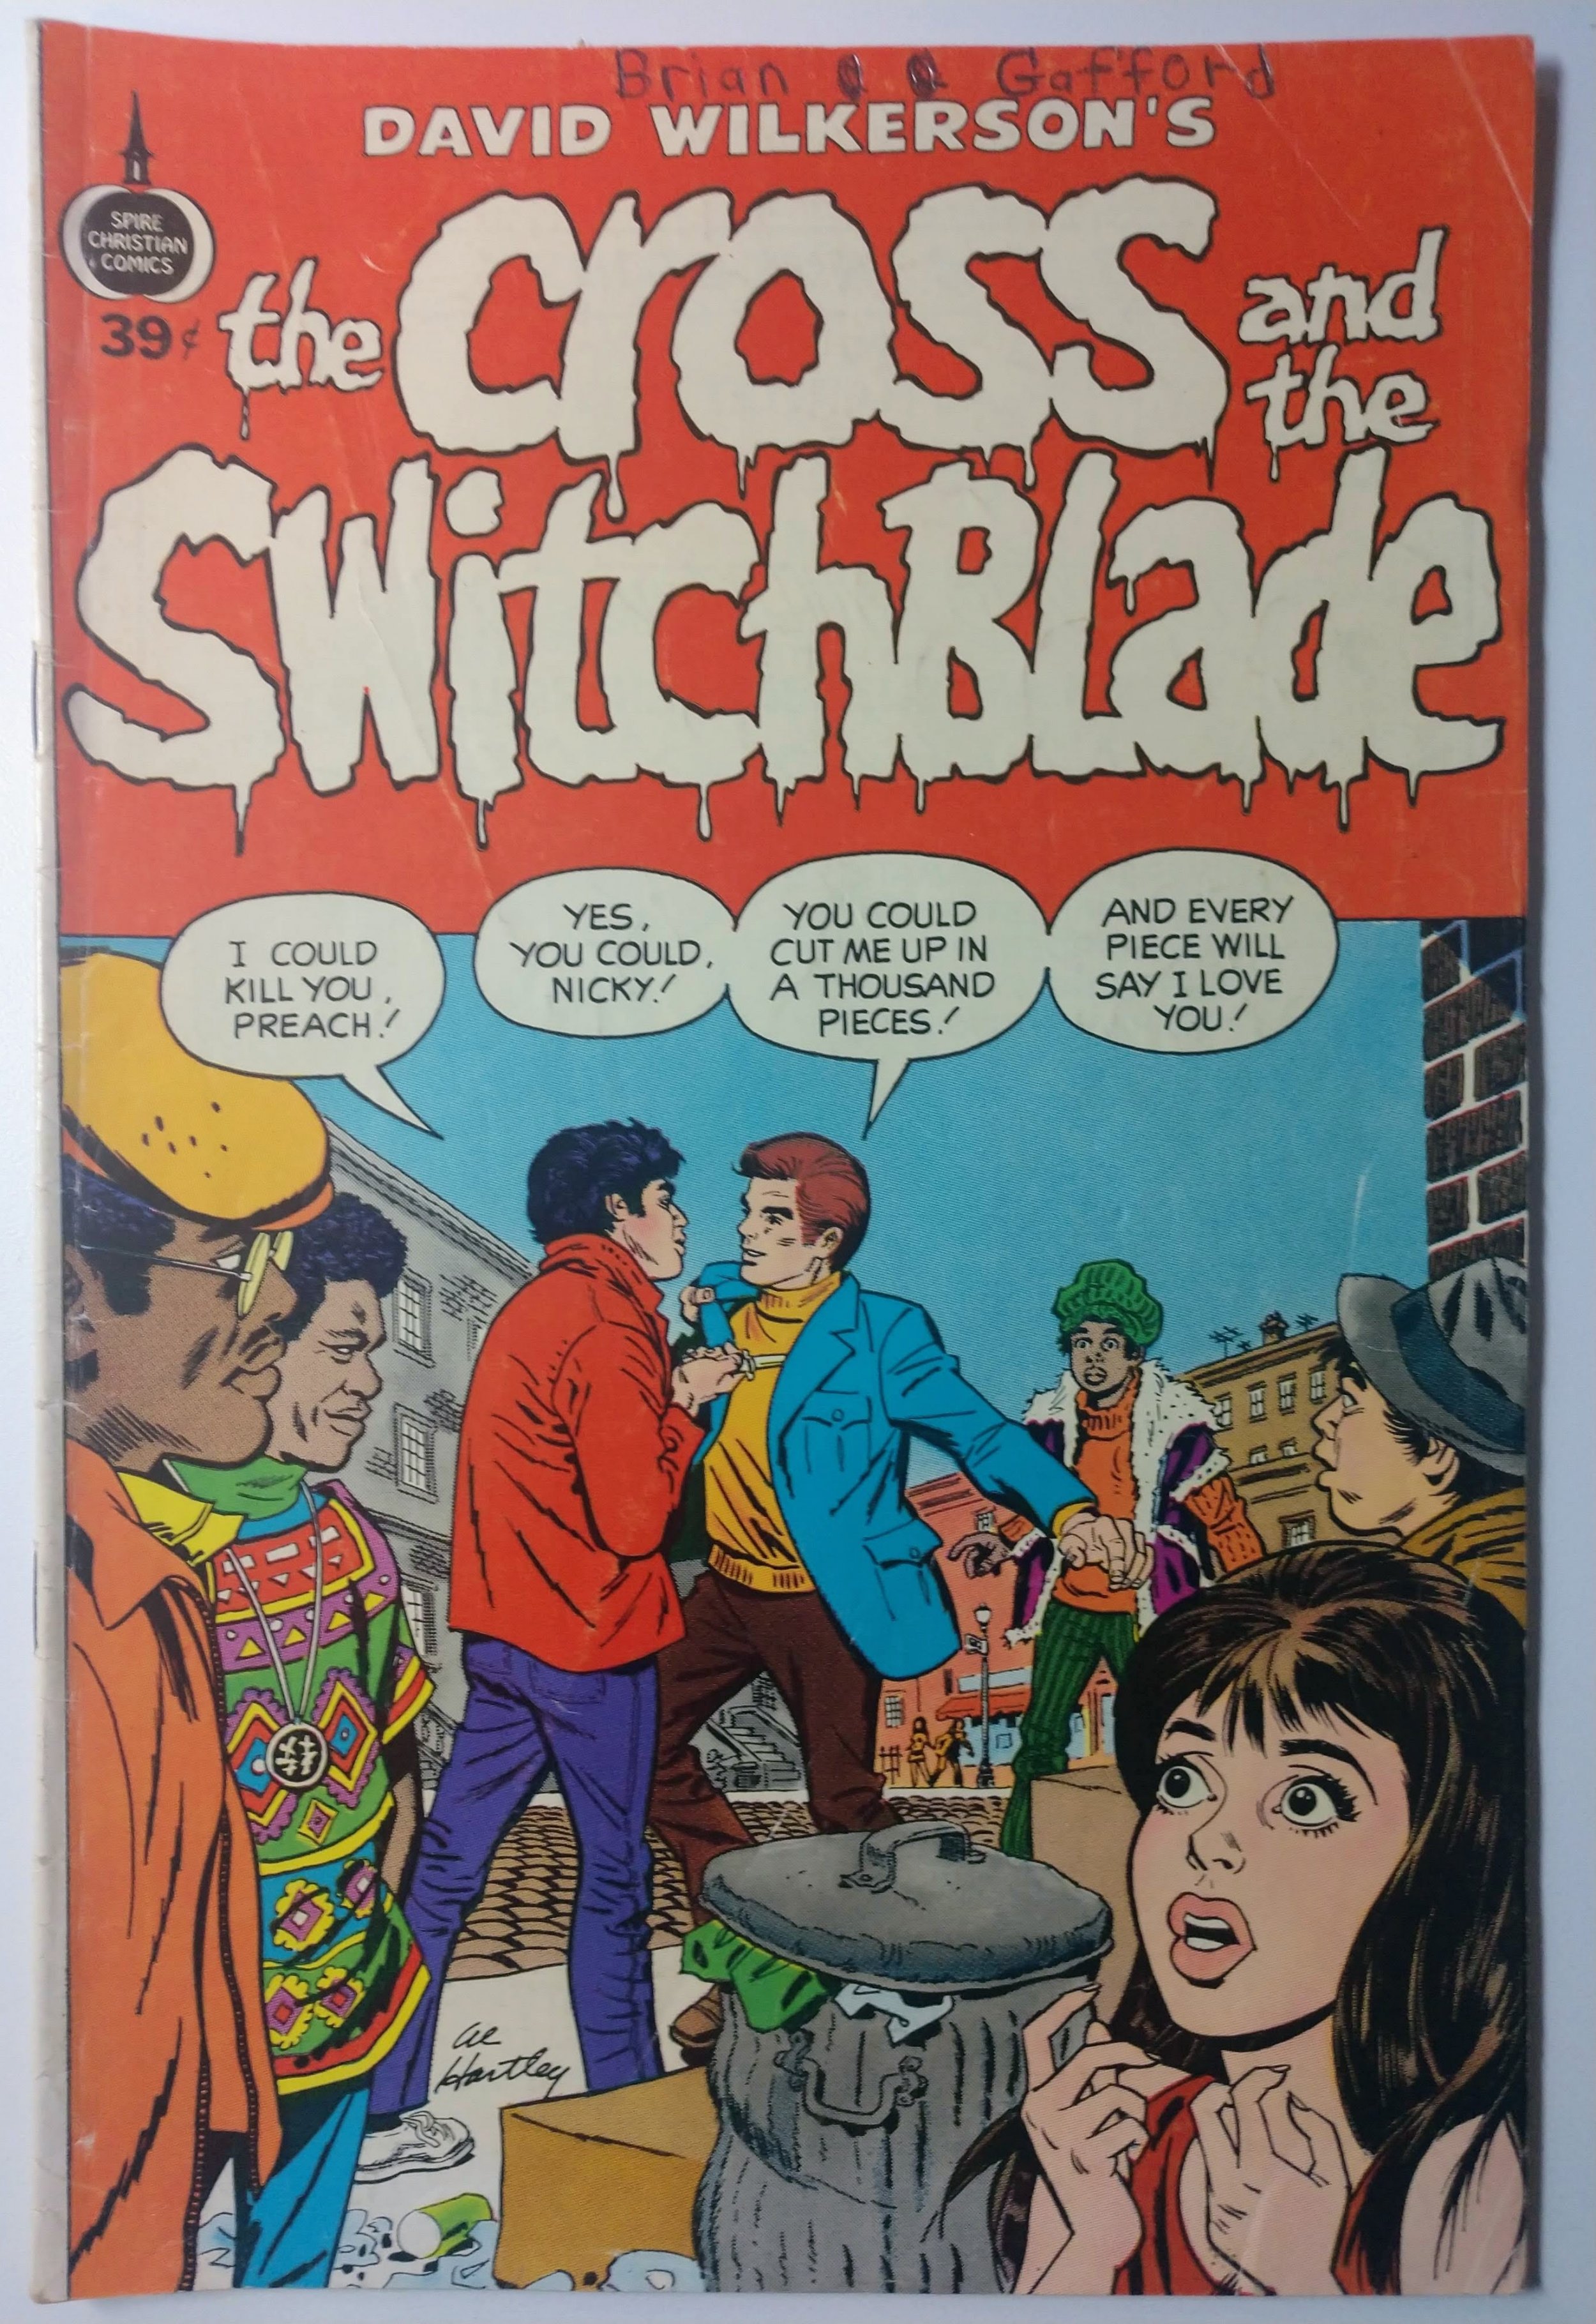 Brian Gafford
DAVID WILKERSON'S
SPIRE
CHRISTIAN
COMICS
39¢
the cross and
the
SwitchBlade
I COULD
KILL YOU,
PREACH!
YES,
YOU COULD,
NICKY!
YOU COULD
CUT ME UP IN
A THOUSAND
PIECES!
AND EVERY
PIECE WILL
SAY I LOVE
YOU!
Al
Hartley